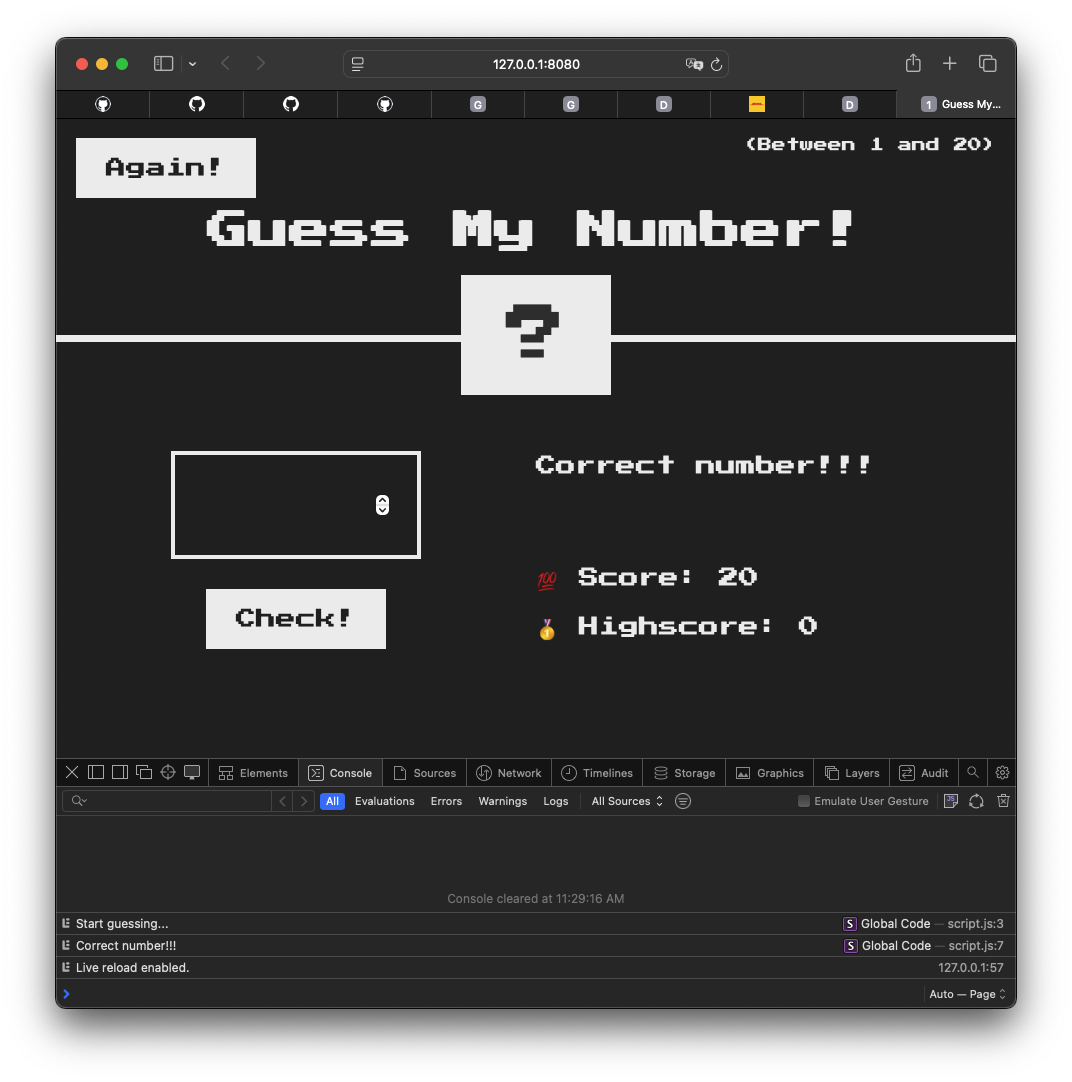 127.0.0.1:8080
G G D D 1 Guess My...
Again!
(Between 1 and 20)
Guess My Number!
?
Correct number!!!
💯 Score: 20
Check!
🥇 Highscore: 0
Elements Console Sources Network Timelines Storage Graphics Layers Audit
All Evaluations Errors Warnings Logs All Sources Emulate User Gesture JS
Console cleared at 11:29:16 AM
Start guessing... S Global Code — script.js:3
Correct number!!! S Global Code — script.js:7
Live reload enabled. 127.0.0.1:57
Auto — Page